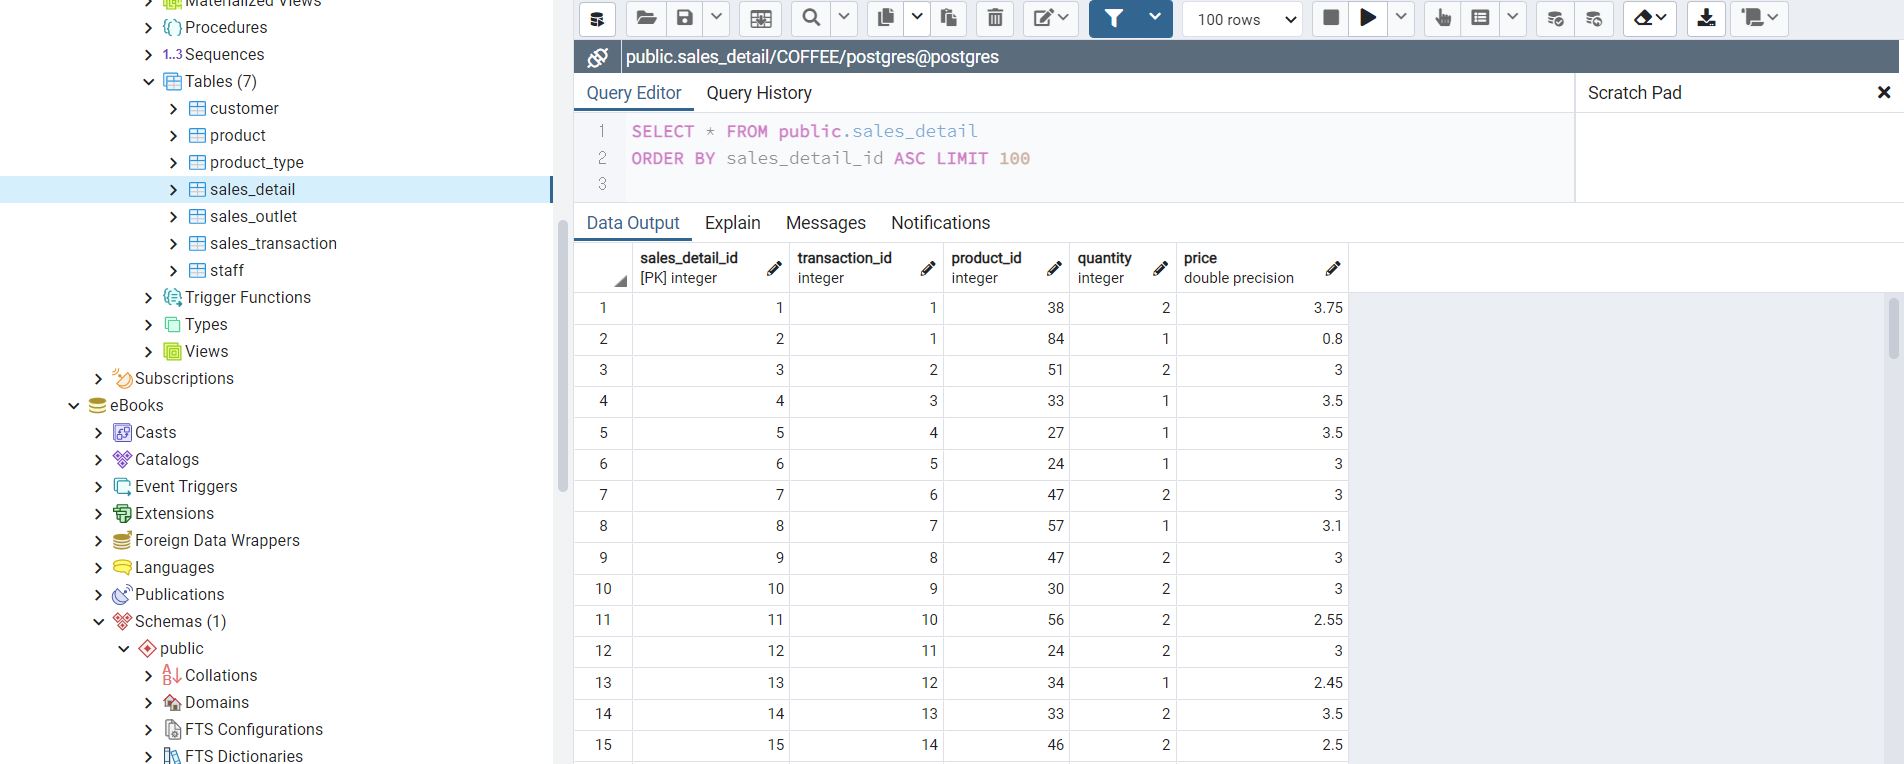 Materialized Views
Procedures
1..3 Sequences
Tables (7)
customer
product
product_type
sales_detail
sales_outlet
sales_transaction
staff
Trigger Functions
Types
Views
Subscriptions
eBooks
Casts
Catalogs
Event Triggers
Extensions
Foreign Data Wrappers
Languages
Publications
Schemas (1)
public
Collations
Domains
FTS Configurations
FTS Dictionaries
100 rows
public.sales_detail/COFFEE/postgres@postgres
Query Editor Query History
Scratch Pad
1 SELECT * FROM public.sales_detail
2 ORDER BY sales_detail_id ASC LIMIT 100
3
Data Output Explain Messages Notifications
sales_detail_id transaction_id product_id quantity price
[PK] integer integer integer integer double precision
1 1 1 38 2 3.75
2 2 1 84 1 0.8
3 3 2 51 2 3
4 4 3 33 1 3.5
5 5 4 27 1 3.5
6 6 5 24 1 3
7 7 6 47 2 3
8 8 7 57 1 3.1
9 9 8 47 2 3
10 10 9 30 2 3
11 11 10 56 2 2.55
12 12 11 24 2 3
13 13 12 34 1 2.45
14 14 13 33 2 3.5
15 15 14 46 2 2.5